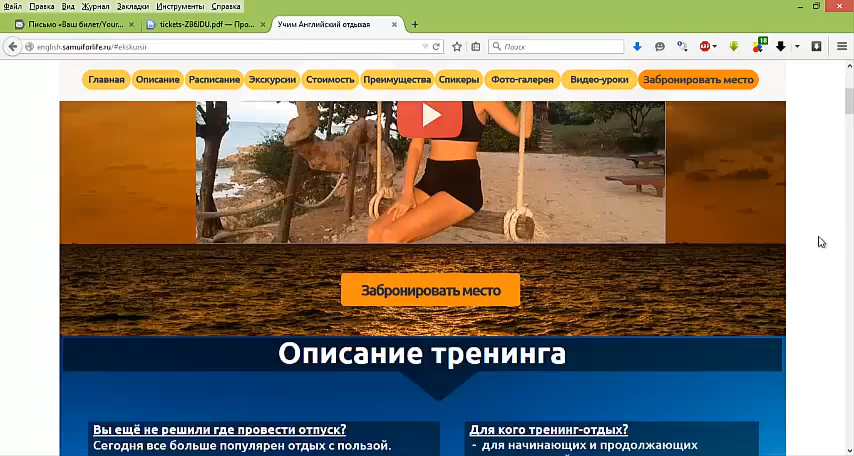 Файл Правка Вид Журнал Закладки Инструменты Справка
Письмо «Ваш билет/Your...
tickets-ZB6JDU.pdf — Про...
Учим Английский отдыхая
english.samuiforlife.ru/#ekskursii
Поиск
18
Главная Описание Расписание Экскурсии Стоимость Преимущества Спикеры Фото-галерея Видео-уроки Забронировать место
Забронировать место
Описание тренинга
Вы ещё не решили где провести отпуск?
Сегодня все больше популярен отдых с пользой.
Для кого тренинг-отдых?
- для начинающих и продолжающих